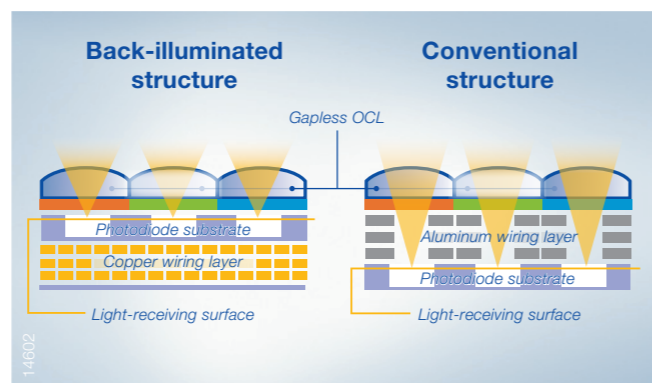 Back-illuminated
structure
Conventional
structure
Gapless OCL
Photodiode substrate
Copper wiring layer
Light-receiving surface
Aluminum wiring layer
Photodiode substrate
Light-receiving surface
14602